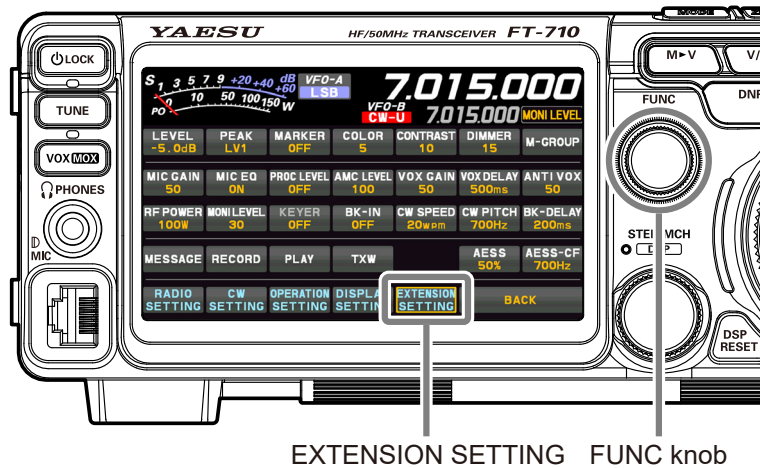 MODE
YAESU HF/50MHz TRANSCEIVER FT-710
LOCK
M►V V/
TUNE
FUNC
DNF
VOX MOX
PHONES
MIC
STEP MCH
DSP
RESET
S 1 3 5 7 9 +20 +40 +60 dB
PO 0 10 50 100 150 W
VFO-A
LSB
7.015.000
VFO-B
CW-U
7.015.000
MONI LEVEL
LEVEL PEAK MARKER COLOR CONTRAST DIMMER M-GROUP
-5.0dB LV1 OFF 5 10 15
MIC GAIN MIC EQ PROC LEVEL AMC LEVEL VOX GAIN VOX DELAY ANTI VOX
50 ON OFF 100 50 500ms 50
RF POWER MONI LEVEL KEYER BK-IN CW SPEED CW PITCH BK-DELAY
100W 30 OFF OFF 20wpm 700Hz 200ms
MESSAGE RECORD PLAY TXW AESS AESS-CF
50% 700Hz
RADIO CW OPERATION DISPLA EXTENSION BACK
SETTING SETTING SETTING SETTIN SETTING
EXTENSION SETTING FUNC knob